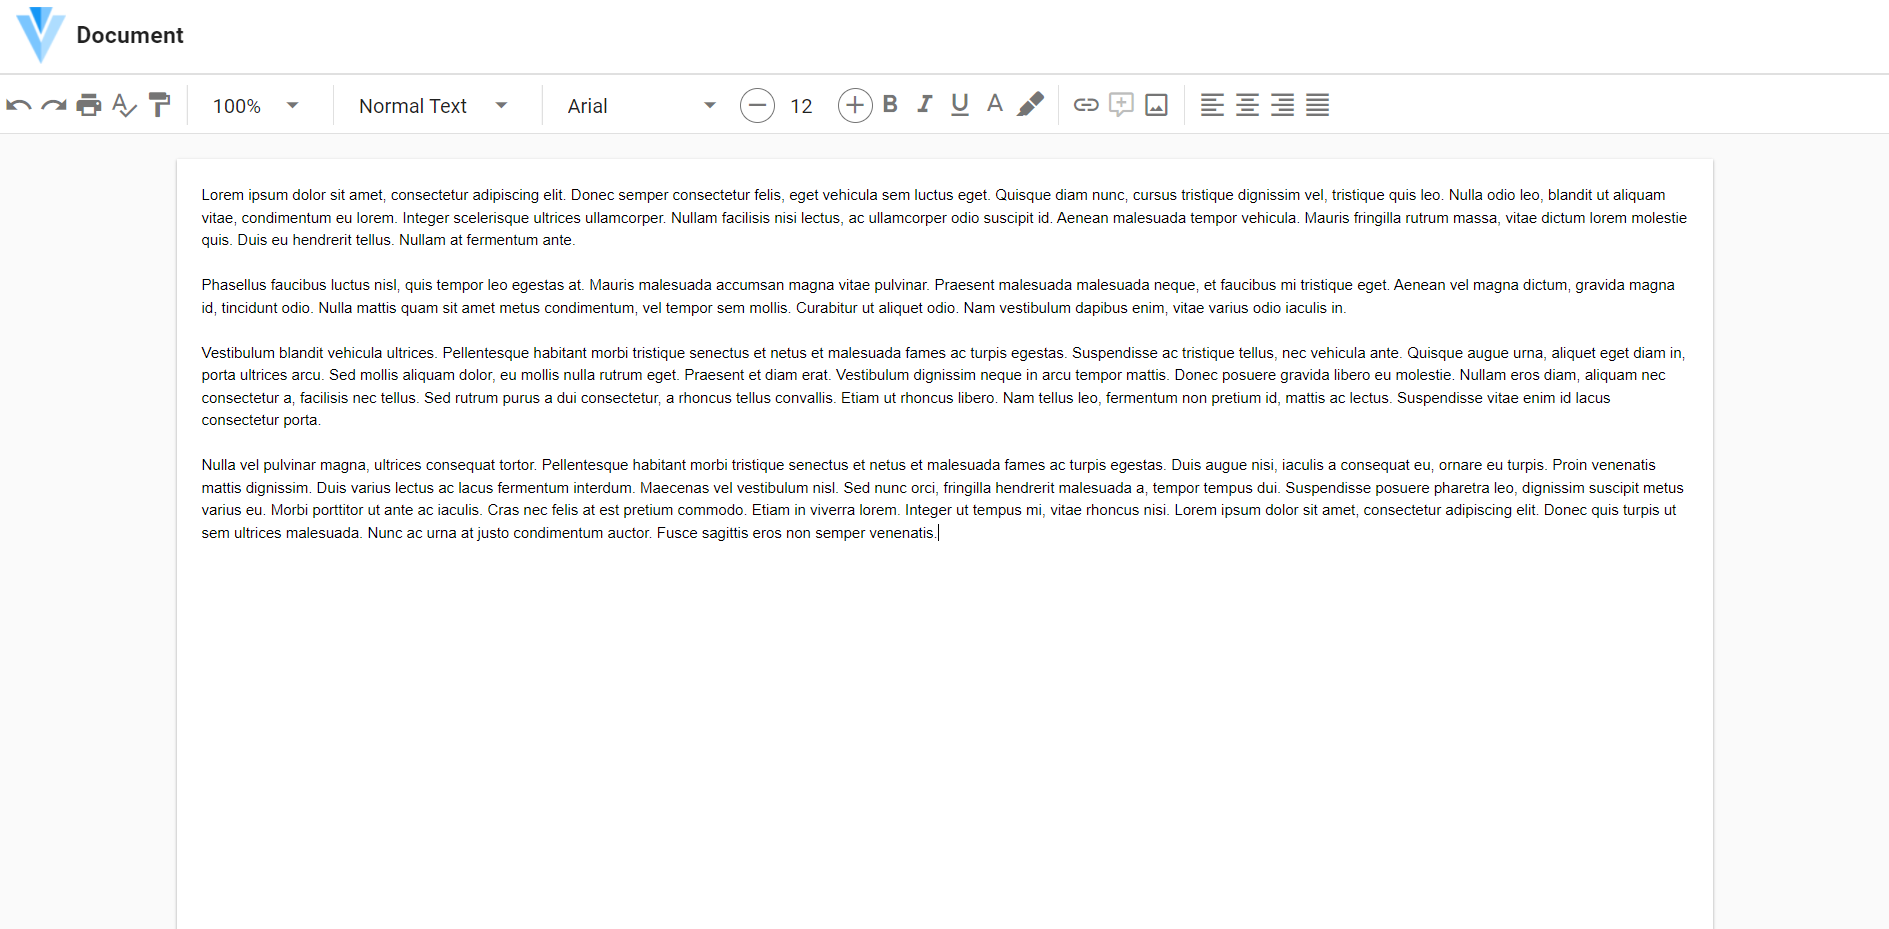 Document
100% Normal Text Arial 12 B I U A
Lorem ipsum dolor sit amet, consectetur adipiscing elit. Donec semper consectetur felis, eget vehicula sem luctus eget. Quisque diam nunc, cursus tristique dignissim vel, tristique quis leo. Nulla odio leo, blandit ut aliquam
vitae, condimentum eu lorem. Integer scelerisque ultrices ullamcorper. Nullam facilisis nisi lectus, ac ullamcorper odio suscipit id. Aenean malesuada tempor vehicula. Mauris fringilla rutrum massa, vitae dictum lorem molestie
quis. Duis eu hendrerit tellus. Nullam at fermentum ante.
Phasellus faucibus luctus nisl, quis tempor leo egestas at. Mauris malesuada accumsan magna vitae pulvinar. Praesent malesuada malesuada neque, et faucibus mi tristique eget. Aenean vel magna dictum, gravida magna
id, tincidunt odio. Nulla mattis quam sit amet metus condimentum, vel tempor sem mollis. Curabitur ut aliquet odio. Nam vestibulum dapibus enim, vitae varius odio iaculis in.
Vestibulum blandit vehicula ultrices. Pellentesque habitant morbi tristique senectus et netus et malesuada fames ac turpis egestas. Suspendisse ac tristique tellus, nec vehicula ante. Quisque augue urna, aliquet eget diam in,
porta ultrices arcu. Sed mollis aliquam dolor, eu mollis nulla rutrum eget. Praesent et diam erat. Vestibulum dignissim neque in arcu tempor mattis. Donec posuere gravida libero eu molestie. Nullam eros diam, aliquam nec
consectetur a, facilisis nec tellus. Sed rutrum purus a dui consectetur, a rhoncus tellus convallis. Etiam ut rhoncus libero. Nam tellus leo, fermentum non pretium id, mattis ac lectus. Suspendisse vitae enim id lacus
consectetur porta.
Nulla vel pulvinar magna, ultrices consequat tortor. Pellentesque habitant morbi tristique senectus et netus et malesuada fames ac turpis egestas. Duis augue nisi, iaculis a consequat eu, ornare eu turpis. Proin venenatis
mattis dignissim. Duis varius lectus ac lacus fermentum interdum. Maecenas vel vestibulum nisl. Sed nunc orci, fringilla hendrerit malesuada a, tempor tempus dui. Suspendisse posuere pharetra leo, dignissim suscipit metus
varius eu. Morbi porttitor ut ante ac iaculis. Cras nec felis at est pretium commodo. Etiam in viverra lorem. Integer ut tempus mi, vitae rhoncus nisi. Lorem ipsum dolor sit amet, consectetur adipiscing elit. Donec quis turpis ut
sem ultrices malesuada. Nunc ac urna at justo condimentum auctor. Fusce sagittis eros non semper venenatis.